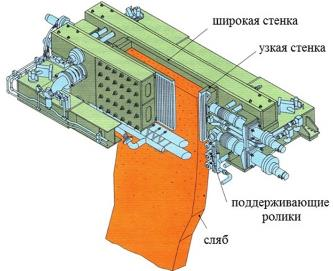 широкая стенка
узкая стенка
поддерживающие
ролики
сляб